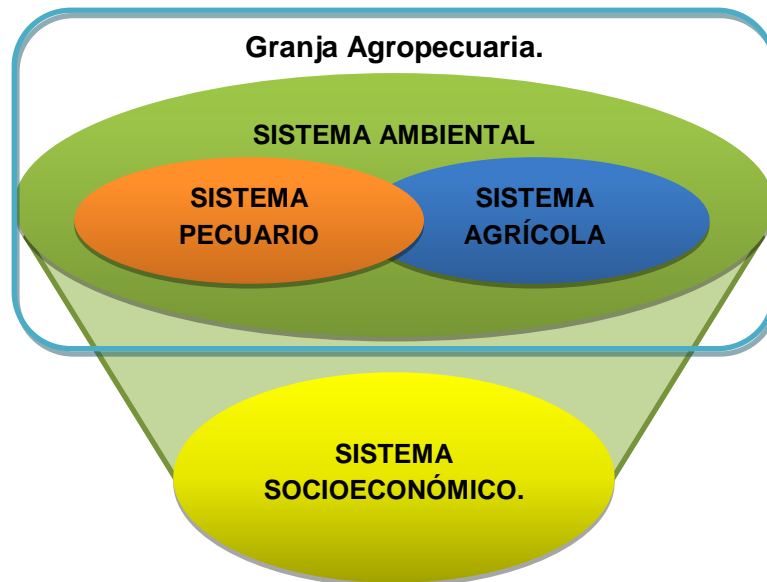 Granja Agropecuaria.
SISTEMA AMBIENTAL
SISTEMA
PECUARIO
SISTEMA
AGRÍCOLA
SISTEMA
SOCIOECONÓMICO.